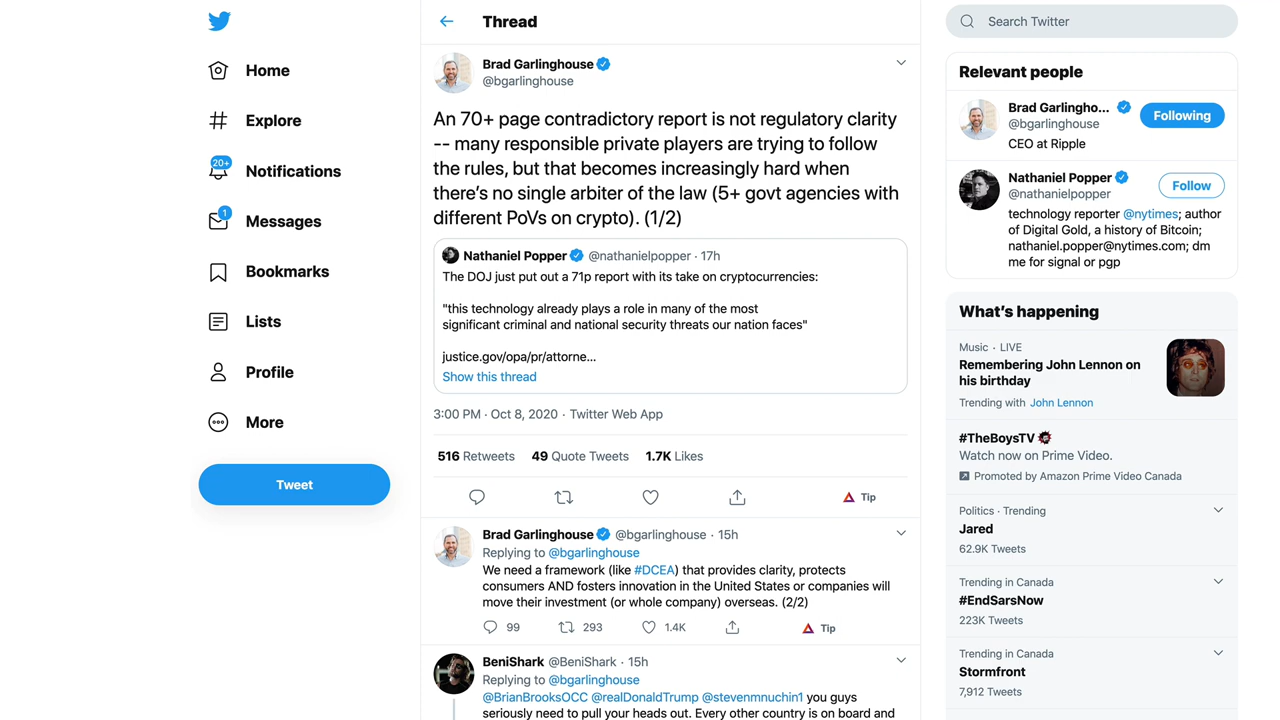 Home
Explore
20+
Notifications
1
Messages
Bookmarks
Lists
Profile
More
Tweet
Thread
Brad Garlinghouse
@bgarlinghouse
An 70+ page contradictory report is not regulatory clarity
-- many responsible private players are trying to follow
the rules, but that becomes increasingly hard when
there's no single arbiter of the law (5+ govt agencies with
different PoVs on crypto). (1/2)
Nathaniel Popper @nathanielpopper · 17h
The DOJ just put out a 71p report with its take on cryptocurrencies:
"this technology already plays a role in many of the most
significant criminal and national security threats our nation faces"
justice.gov/opa/pr/attorne...
Show this thread
3:00 PM · Oct 8, 2020 · Twitter Web App
516 Retweets 49 Quote Tweets 1.7K Likes
Tip
Brad Garlinghouse @bgarlinghouse · 15h
Replying to @bgarlinghouse
We need a framework (like #DCEA) that provides clarity, protects
consumers AND fosters innovation in the United States or companies will
move their investment (or whole company) overseas. (2/2)
99 293 1.4K Tip
BeniShark @BeniShark · 15h
Replying to @bgarlinghouse
@BrianBrooksOCC @realDonaldTrump @stevenmnuchin1 you guys
seriously need to pull your heads out. Every other country is on board and
Search Twitter
Relevant people
Brad Garlingho...
@bgarlinghouse
Following
CEO at Ripple
Nathaniel Popper
@nathanielpopper
Follow
technology reporter @nytimes; author
of Digital Gold, a history of Bitcoin;
nathaniel.popper@nytimes.com; dm
me for signal or pgp
What's happening
Music · LIVE
Remembering John Lennon on
his birthday
Trending with John Lennon
#TheBoysTV
Watch now on Prime Video.
Promoted by Amazon Prime Video Canada
Politics · Trending
Jared
62.9K Tweets
Trending in Canada
#EndSarsNow
223K Tweets
Trending in Canada
Stormfront
7,912 Tweets